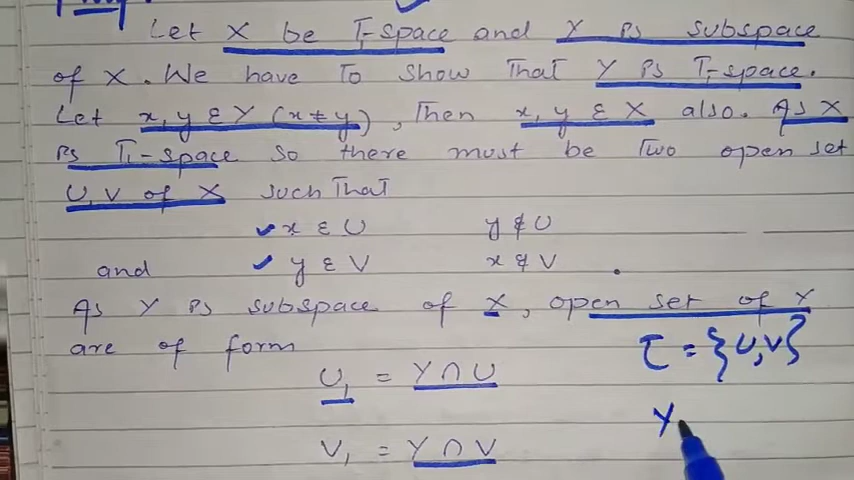 Let X be T₁-space and Y is subspace
of X. We have To show That Y is T₁-space.
Let x, y ε Y (x ≠ y), Then x, y ε X also. As X
is T₁-space so there must be Two open set
U, V of X such That
x ε U y ∉ U
and y ε V x ∉ V .
As Y is subspace of X, open set of Y
are of form
τ = {U, V}
U₁ = Y ∩ U
Y
V₁ = Y ∩ V